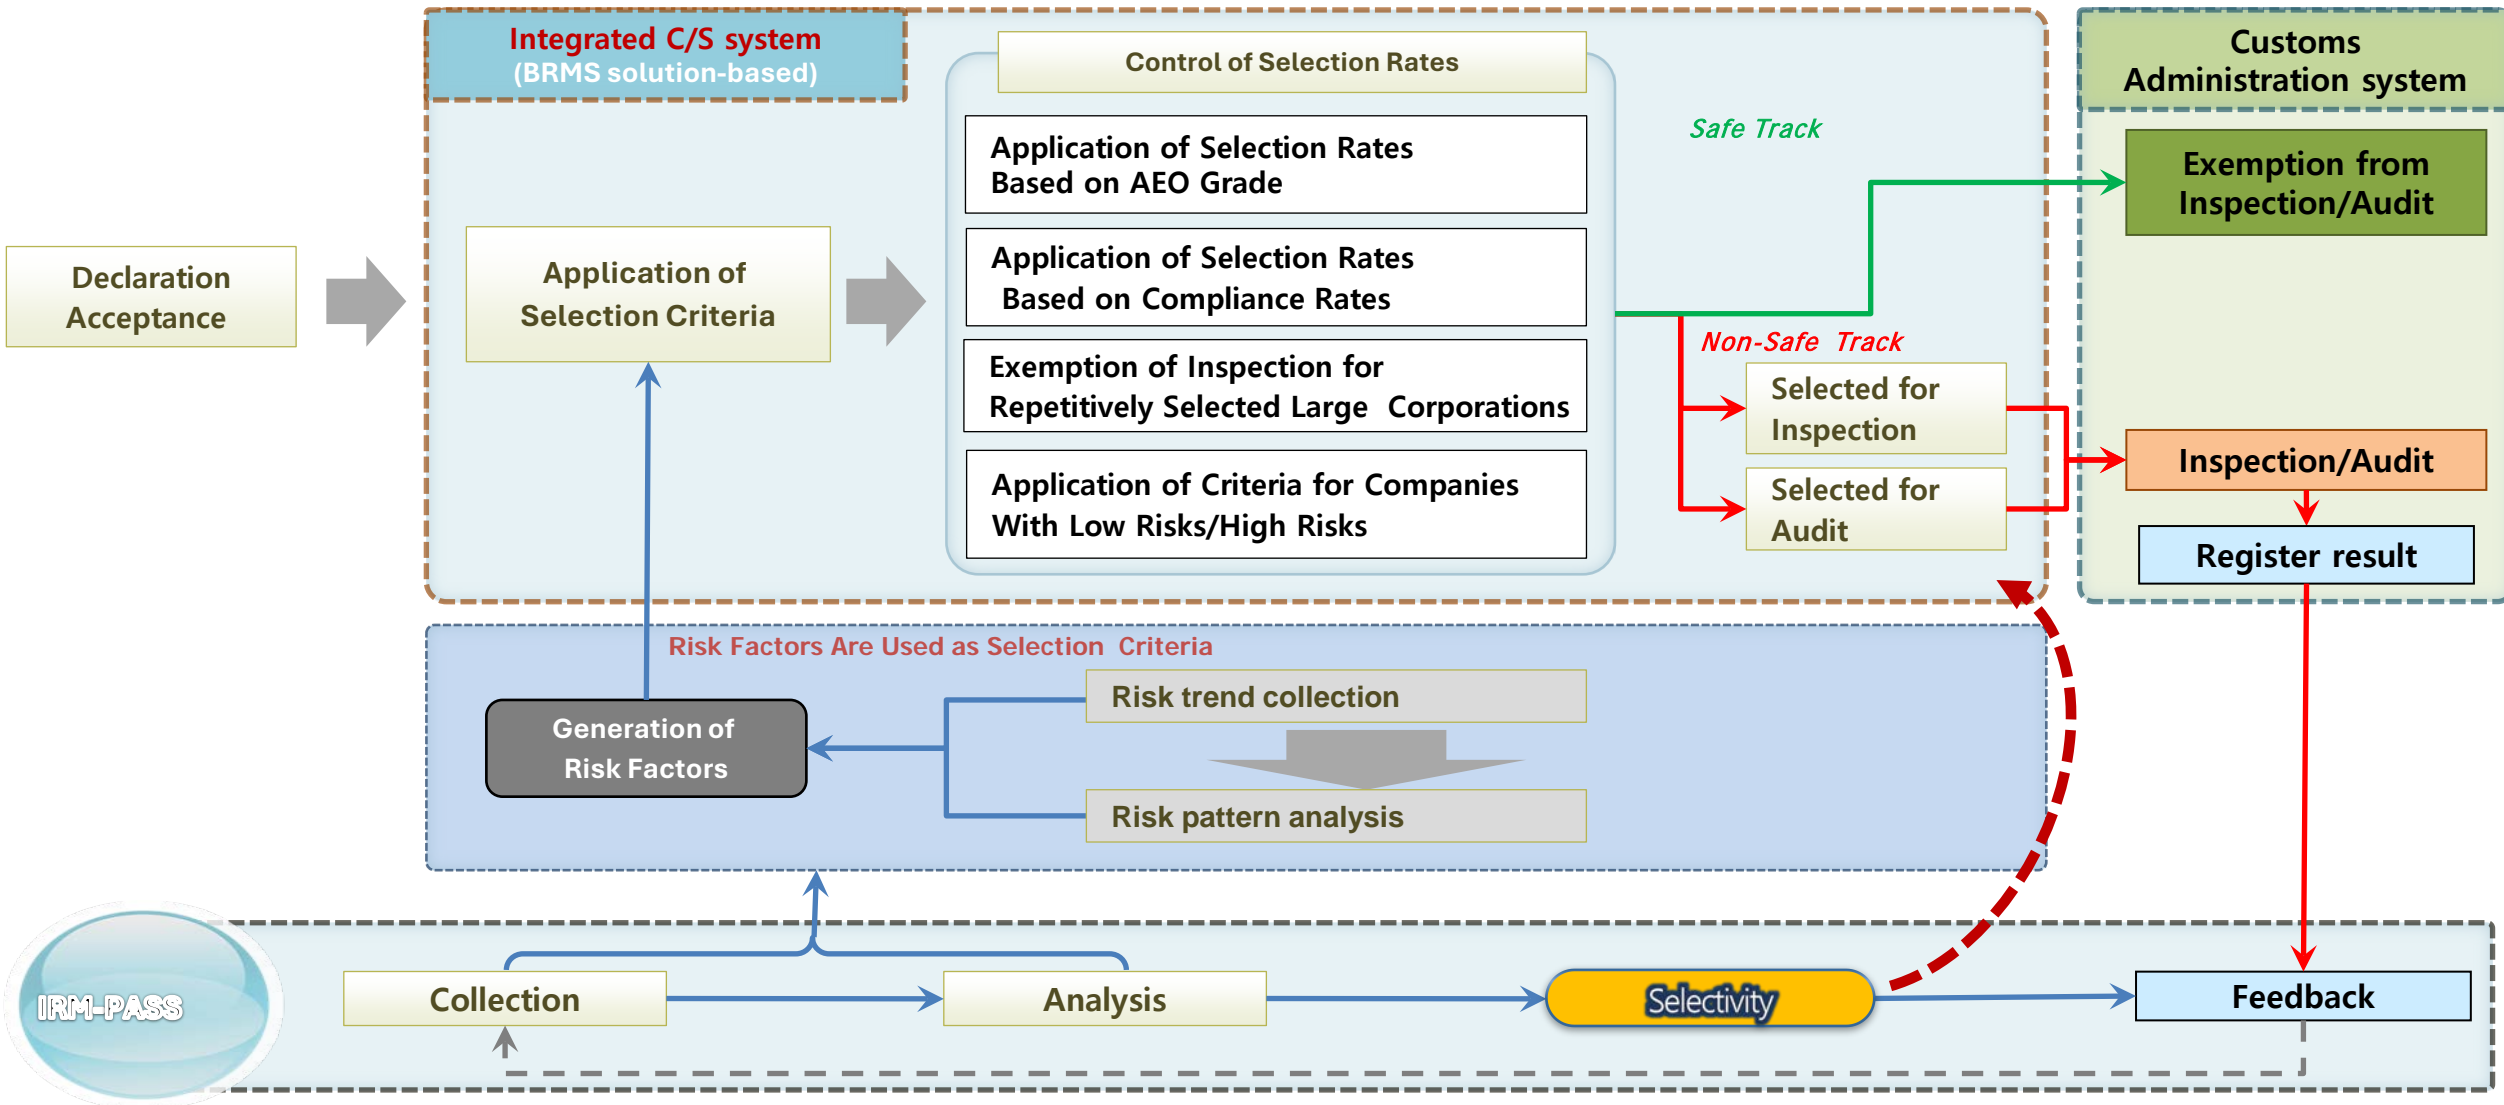 Integrated C/S system
(BRMS solution-based)
Control of Selection Rates
Customs
Administration system
Safe Track
Application of Selection Rates
Based on AEO Grade
Exemption from
Inspection/Audit
Declaration
Acceptance
Application of
Selection Criteria
Application of Selection Rates
Based on Compliance Rates
Non-Safe Track
Exemption of Inspection for
Repetitively Selected Large Corporations
Selected for
Inspection
Inspection/Audit
Application of Criteria for Companies
With Low Risks/High Risks
Selected for
Audit
Register result
Risk Factors Are Used as Selection Criteria
Risk trend collection
Generation of
Risk Factors
Risk pattern analysis
IRM-PASS
Collection
Analysis
Selectivity
Feedback